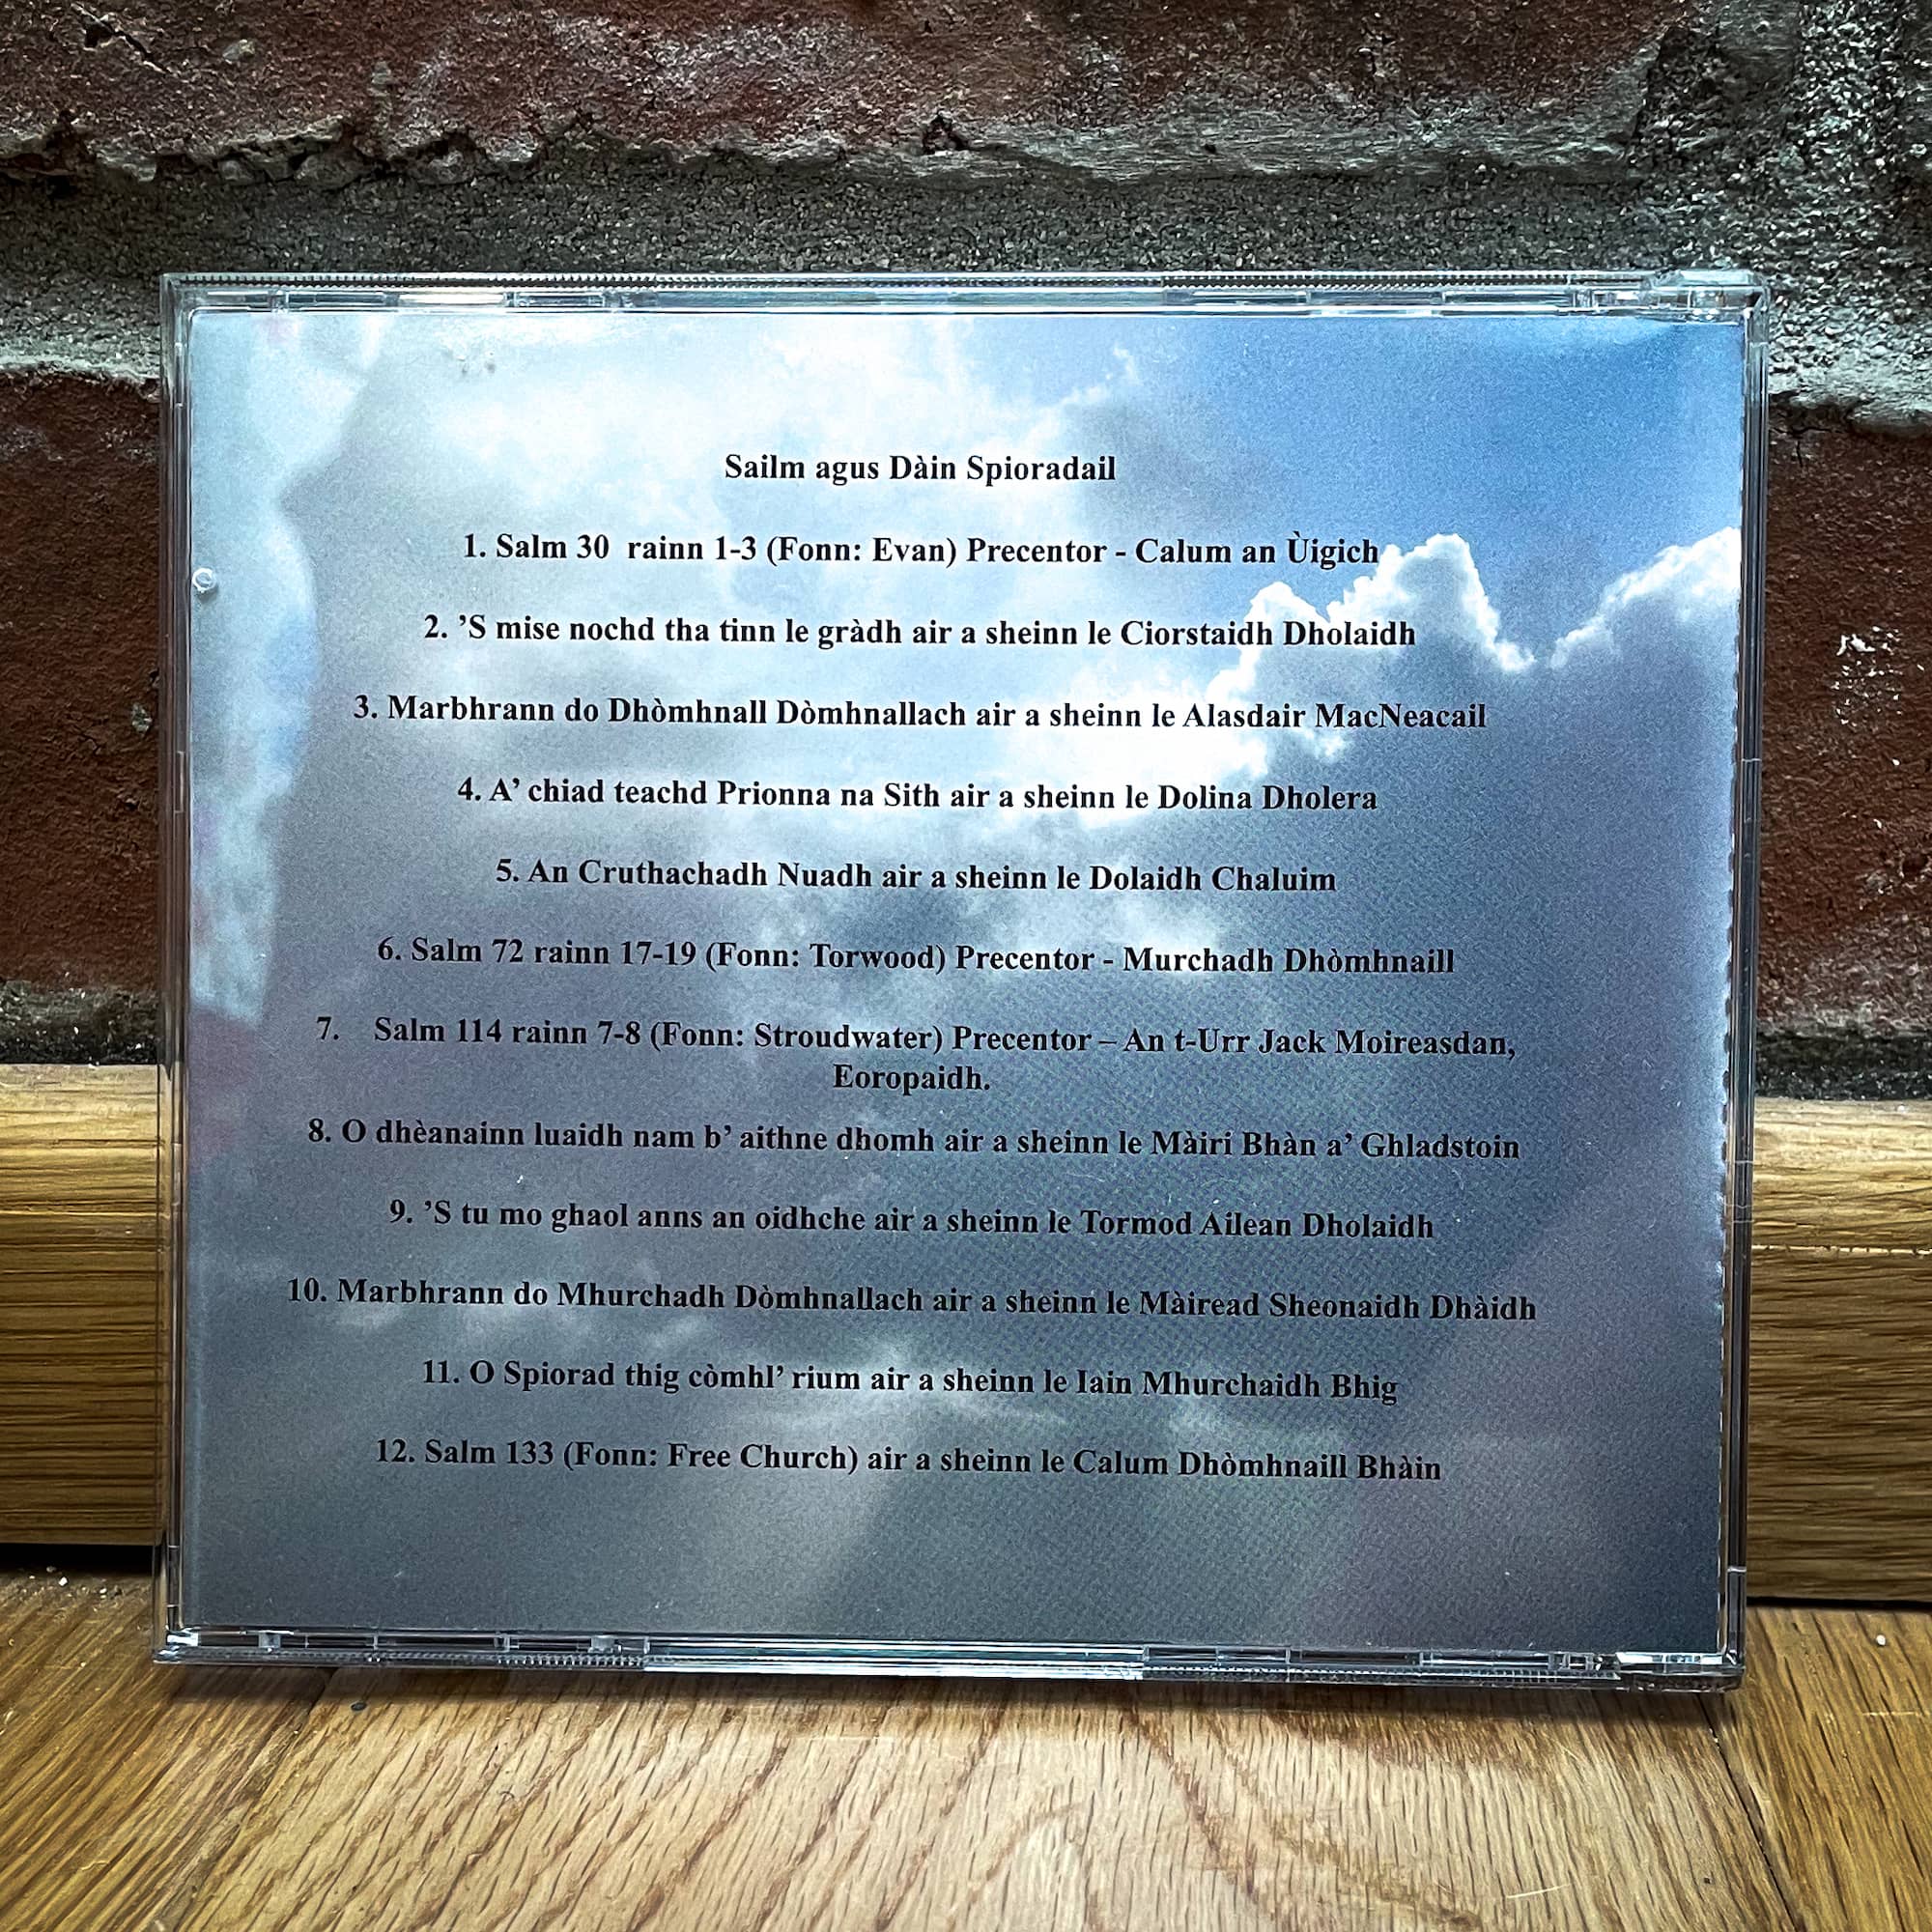 Sailm agus Dàin Spioradail
1. Salm 30 rainn 1-3 (Fonn: Evan) Precentor - Calum an Ùigich
2. ’S mise nochd tha tinn le gràdh air a sheinn le Ciorstaidh Dholaidh
3. Marbhrann do Dhòmhnall Dòmhnallach air a sheinn le Alasdair MacNeacail
4. A’ chiad teachd Prionna na Sith air a sheinn le Dolina Dholera
5. An Cruthachadh Nuadh air a sheinn le Dolaidh Chaluim
6. Salm 72 rainn 17-19 (Fonn: Torwood) Precentor - Murchadh Dhòmhnaill
7. Salm 114 rainn 7-8 (Fonn: Stroudwater) Precentor – An t-Urr Jack Moireasdan,
Eoropaidh.
8. O dhèanainn luaidh nam b’ aithne dhomh air a sheinn le Màiri Bhàn a’ Ghladstoin
9. ’S tu mo ghaol anns an oidhche air a sheinn le Tormod Ailean Dholaidh
10. Marbhrann do Mhurchadh Dòmhnallach air a sheinn le Màiread Sheonaidh Dhàidh
11. O Spiorad thig còmhl’ rium air a sheinn le Iain Mhurchaidh Bhig
12. Salm 133 (Fonn: Free Church) air a sheinn le Calum Dhòmhnaill Bhàin